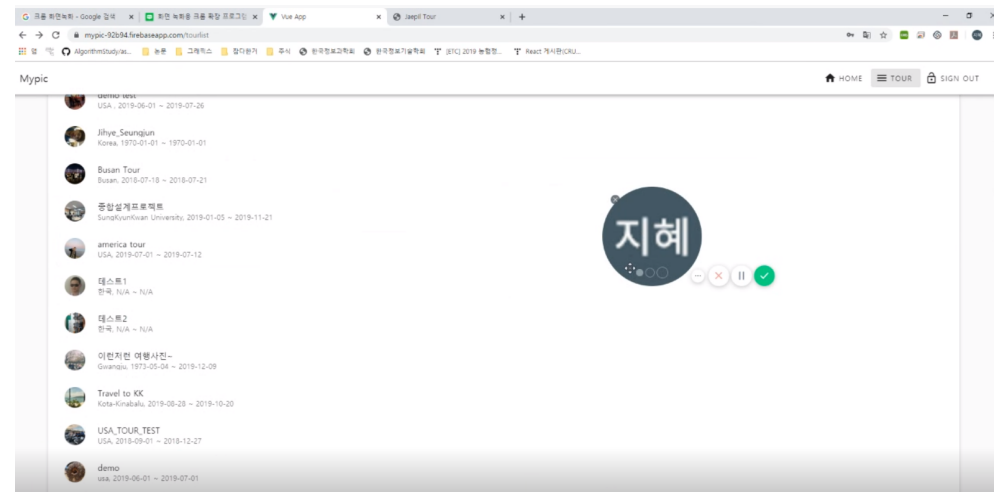 크롬 화면녹화 - Google 검색
화면 녹화용 크롬 확장 프로그램
Vue App
Jaepil Tour
mypic-92b94.firebaseapp.com/tourlist
앱
AlgorithmStudy/as...
논문
그래픽스
주식
한국정보과학회
한국정보기술학회
[ETC] 2019 농협정...
React 게시판(CRU...
Mypic
HOME
TOUR
SIGN OUT
demo test
USA , 2019-06-01 ~ 2019-07-26
Jihye_Seungjun
Korea, 1970-01-01 ~ 1970-01-01
Busan Tour
Busan, 2018-07-18 ~ 2018-07-21
종합설계프로젝트
SungKyunKwan University, 2019-01-05 ~ 2019-11-21
america tour
USA, 2019-07-01 ~ 2019-07-12
테스트1
한국, N/A ~ N/A
테스트2
한국, N/A ~ N/A
이런저런 여행사진~
Gwangju, 1973-05-04 ~ 2019-12-09
Travel to KK
Kota-Kinabalu, 2019-08-28 ~ 2019-10-20
USA_TOUR_TEST
USA, 2018-09-01 ~ 2018-12-27
demo
usa, 2019-06-01 ~ 2019-07-01
지혜